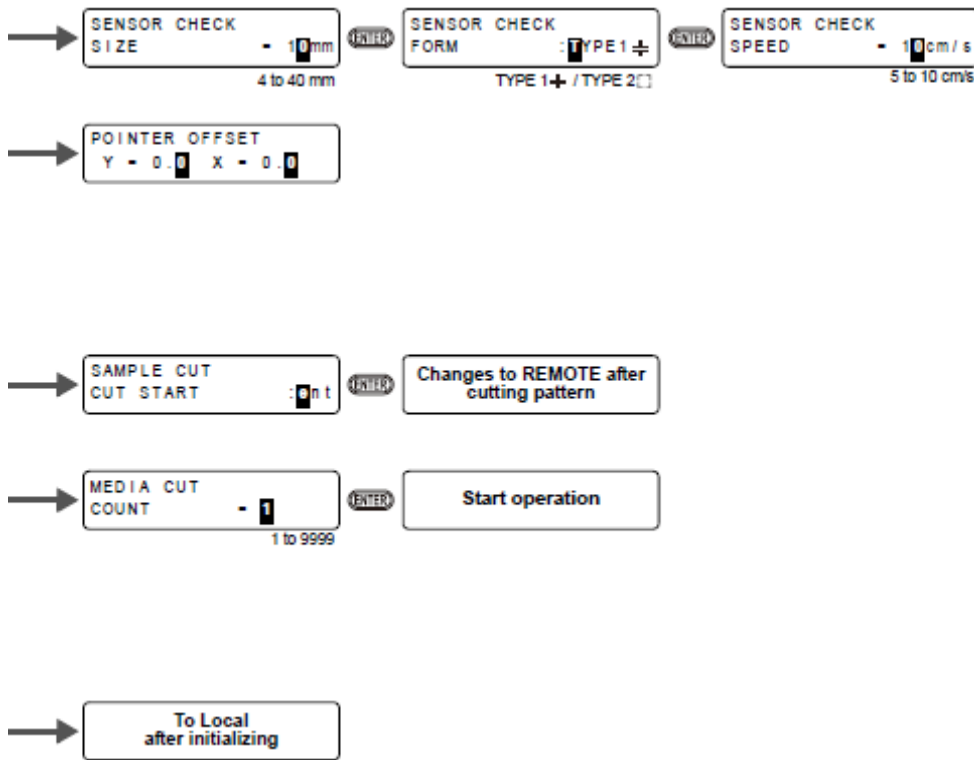 SENSOR CHECK
SIZE = 10mm
4 to 40 mm
ENTER
SENSOR CHECK
FORM :TYPE1
TYPE 1 / TYPE 2
ENTER
SENSOR CHECK
SPEED = 10cm/s
5 to 10 cm/s
POINTER OFFSET
Y = 0.0 X = 0.0
SAMPLE CUT
CUT START :ent
ENTER
Changes to REMOTE after
cutting pattern
MEDIA CUT
COUNT = 1
1 to 9999
ENTER
Start operation
To Local
after initializing